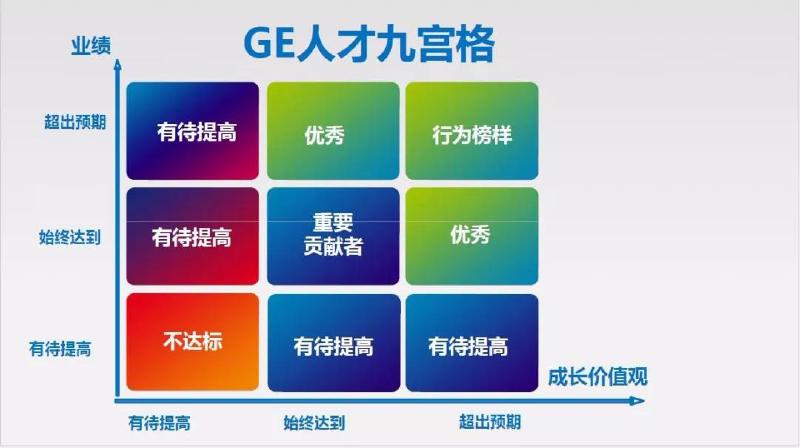 GE人才九宫格
业绩
超出预期
有待提高
优秀
行为榜样
始终达到
有待提高
重要
贡献者
优秀
有待提高
不达标
有待提高
有待提高
成长价值观
有待提高
始终达到
超出预期